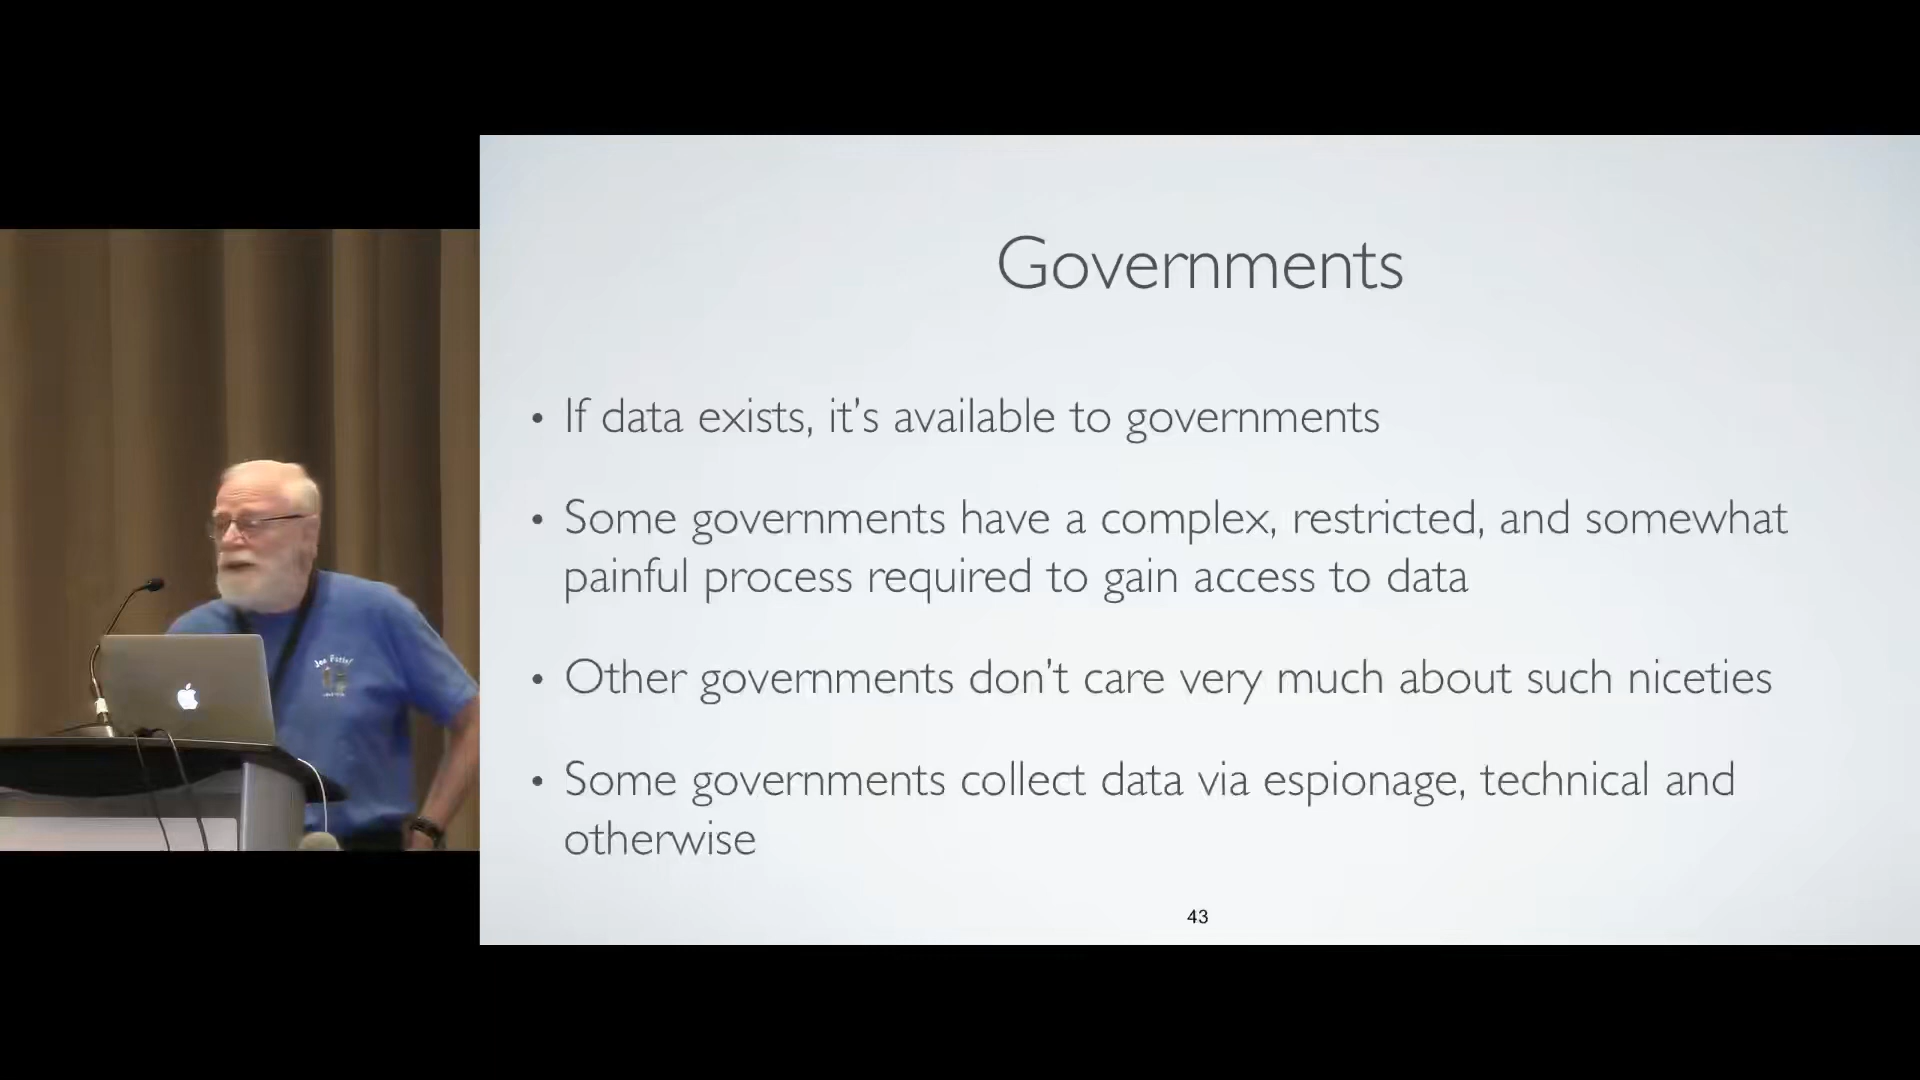 Governments
• If data exists, it's available to governments
• Some governments have a complex, restricted, and somewhat
painful process required to gain access to data
• Other governments don't care very much about such niceties
• Some governments collect data via espionage, technical and
otherwise
43